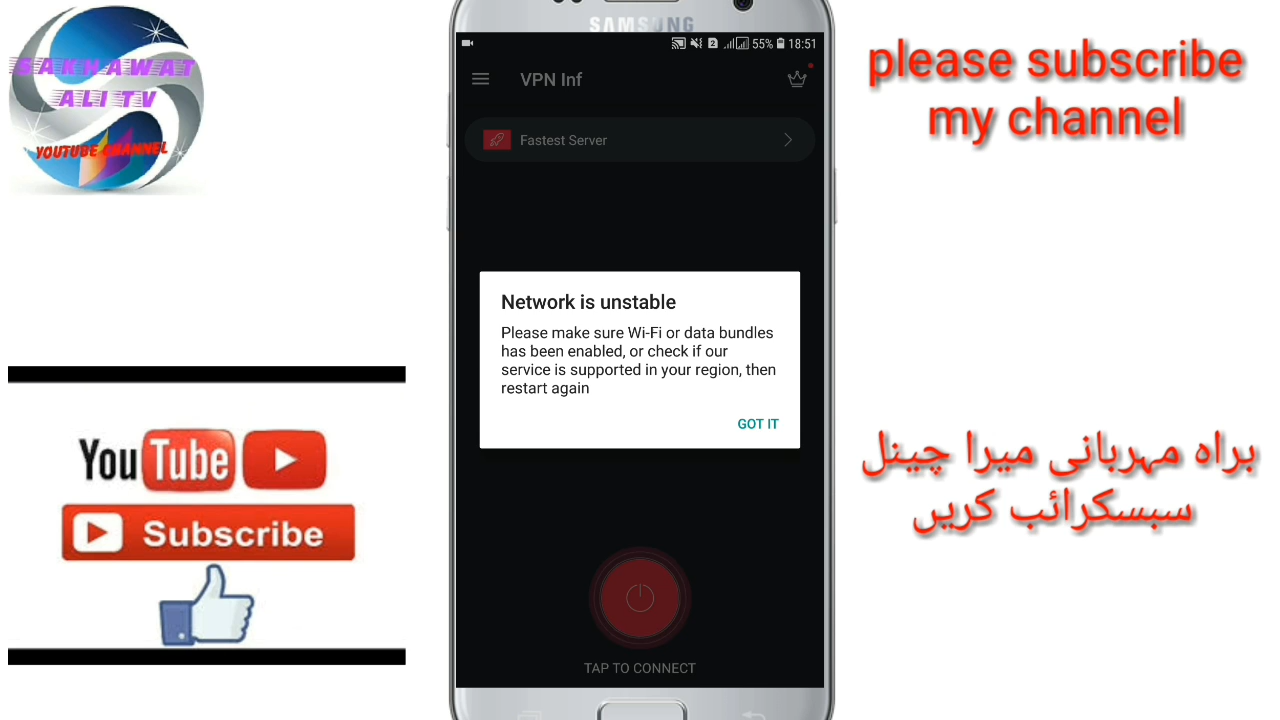 SAKHAWAT
ALI TV
YOUTUBE CHANNEL
SAMSUNG
2
55% 18:51
VPN Inf
Fastest Server
Network is unstable
Please make sure Wi-Fi or data bundles
has been enabled, or check if our
service is supported in your region, then
restart again
GOT IT
TAP TO CONNECT
YouTube
Subscribe
please subscribe
my channel
براہ مہربانی میرا چینل
سبسکرائب کریں